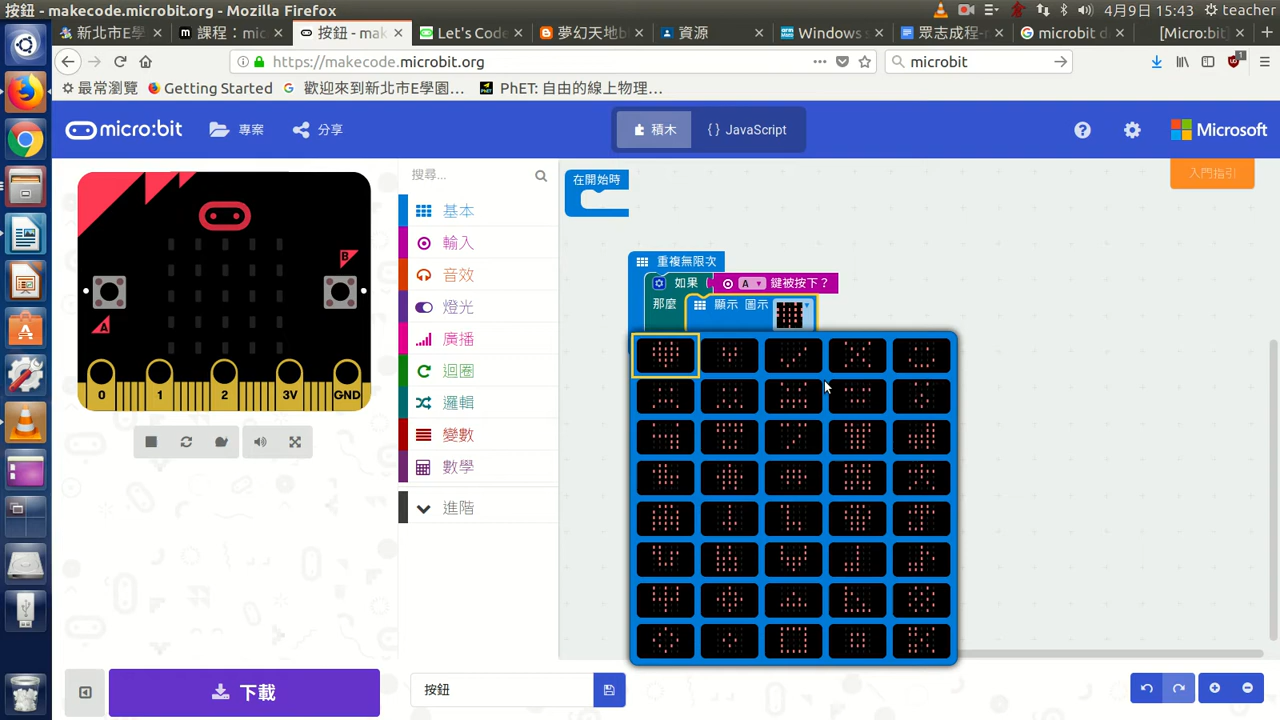 按鈕 - makecode.microbit.org - Mozilla Firefox
4月9日 15:43 teacher
新北市E學
課程：mic
按鈕 - mak
Let's Code
夢幻天地b
資源
Windows s
眾志成程-n
microbit d
[Micro:bit
https://makecode.microbit.org
microbit
1
最常瀏覽
Getting Started
歡迎來到新北市E學園...
PhET: 自由的線上物理...
micro:bit
專案
分享
積木
{ } JavaScript
?
Microsoft
搜尋...
入門指引
基本
輸入
音效
燈光
廣播
迴圈
邏輯
變數
數學
進階
在開始時
重複無限次
如果 A 鍵被按下？
那麼 顯示 圖示
A
B
0 1 2 3V GND
下載
按鈕